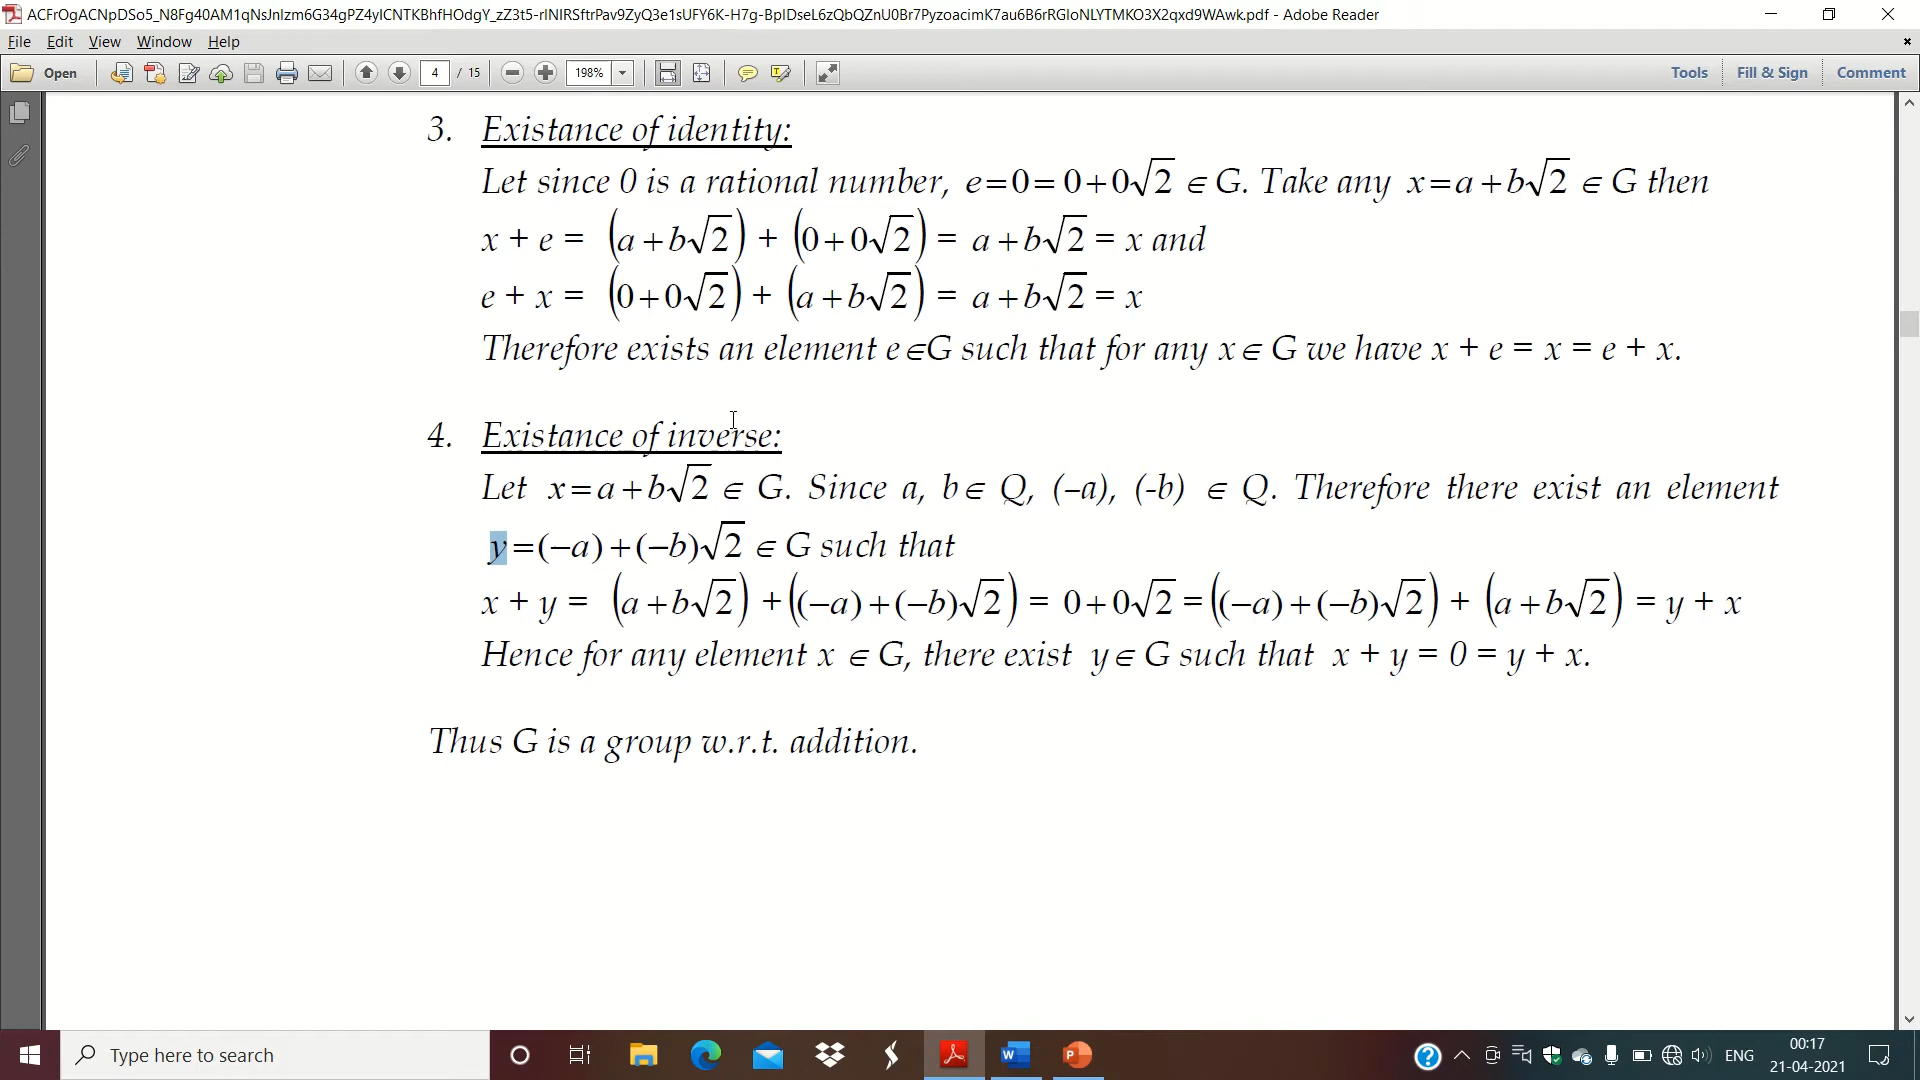 ACFrOgACNpDSo5_N8Fg40AM1qNsJnIzm6G34gPZ4yICNTKBhfHOdgY_zZ3t5-rINIRSftrPav9ZyQ3e1sUFY6K-H7g-BpIDseL6zQbQZnU0Br7PyzoacimK7au6B6rRGIoNLYTMKO3X2qxd9WAwk.pdf - Adobe Reader
File Edit View Window Help
Open 4 / 15 198% Tools Fill & Sign Comment
3. Existance of identity:
Let since 0 is a rational number, e=0= 0+0√2 ∈ G. Take any x=a+b√2 ∈ G then
x + e = (a+b√2) + (0+0√2) = a+b√2 = x and
e + x = (0+0√2) + (a+b√2) = a+b√2 = x
Therefore exists an element e∈G such that for any x∈ G we have x + e = x = e + x.
4. Existance of inverse:
Let x=a+b√2 ∈ G. Since a, b∈ Q, (–a), (-b) ∈ Q. Therefore there exist an element
y=(−a)+(−b)√2 ∈ G such that
x + y = (a+b√2) +((−a)+(−b)√2) = 0+0√2 =((−a)+(−b)√2) + (a+b√2) = y + x
Hence for any element x ∈ G, there exist y∈ G such that x + y = 0 = y + x.
Thus G is a group w.r.t. addition.
Type here to search
ENG
00:17
21-04-2021